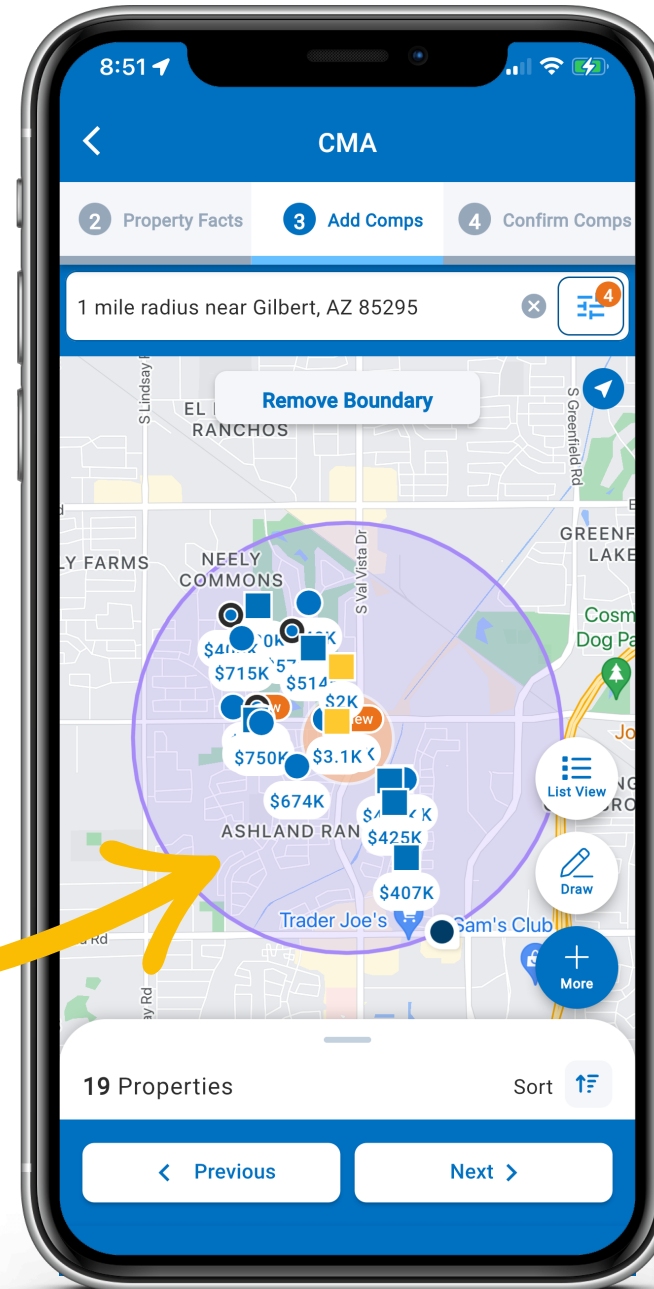 8:51
CMA
2 Property Facts
3 Add Comps
4 Confirm Comps
1 mile radius near Gilbert, AZ 85295
4
Remove Boundary
S Lindsay
EL
RANCHOS
S Greenfield Rd
GREENF
LAKE
LY FARMS
NEELY
COMMONS
S Val Vista Dr
Cosm
Dog Pa
$715K
$514
$2K
$750K
$3.1K
$674K
ASHLAND RAN
$425K
$407K
Jo
List View
Draw
Trader Joe's
Sam's Club
More
ay Rd
19 Properties
Sort
Previous
Next